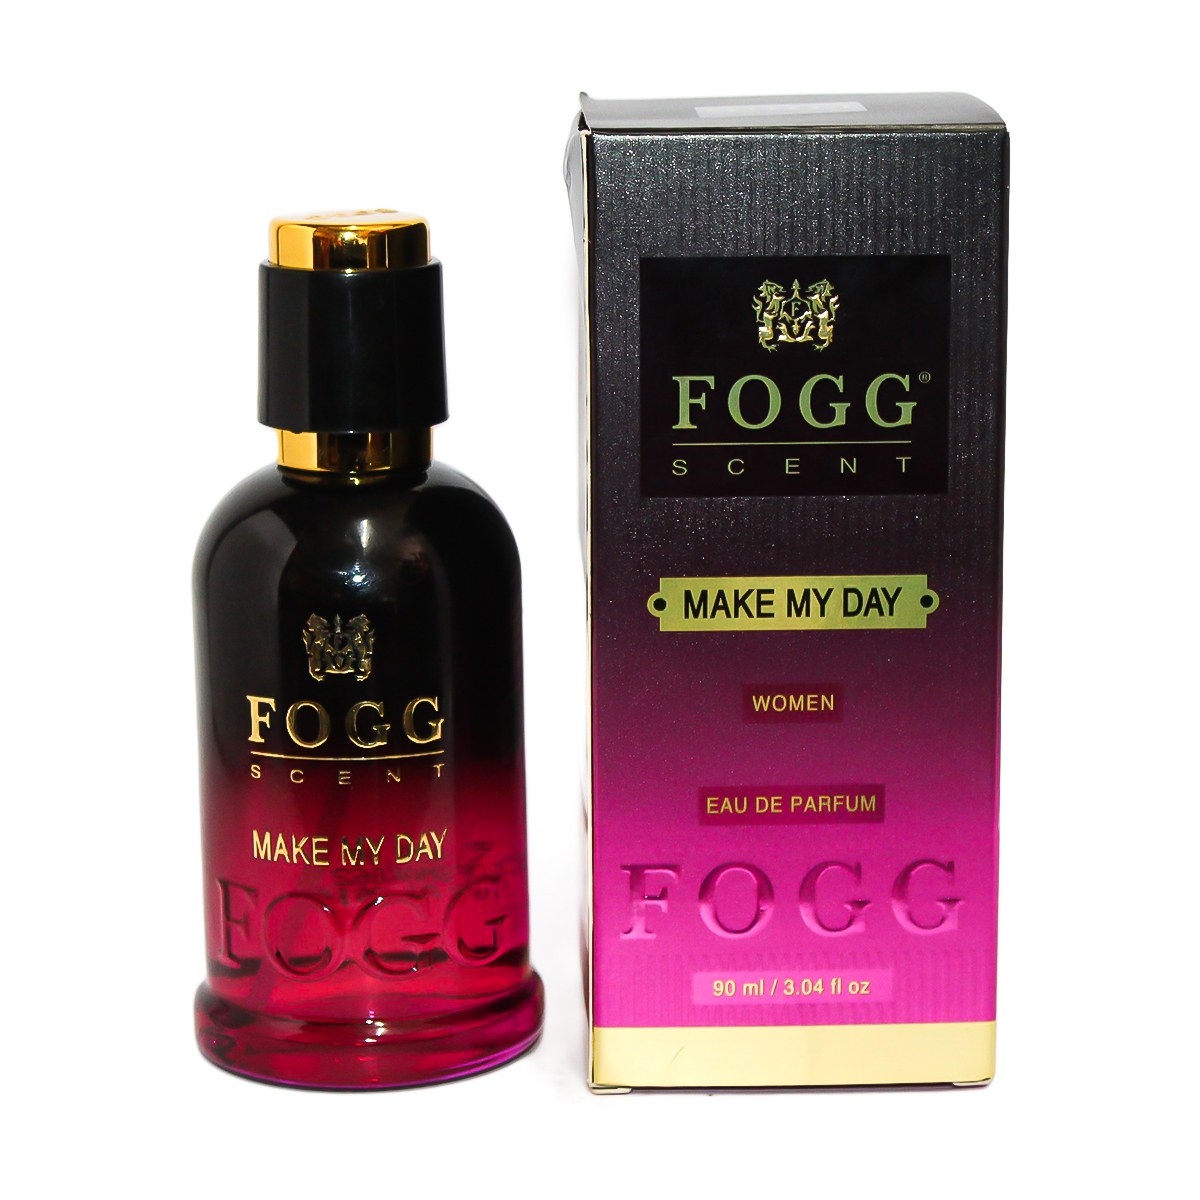 FOGG
SCENT
MAKE MY DAY
FOGG
F
FOGG®
SCENT
MAKE MY DAY
WOMEN
EAU DE PARFUM
FOGG
90 ml / 3.04 fl oz